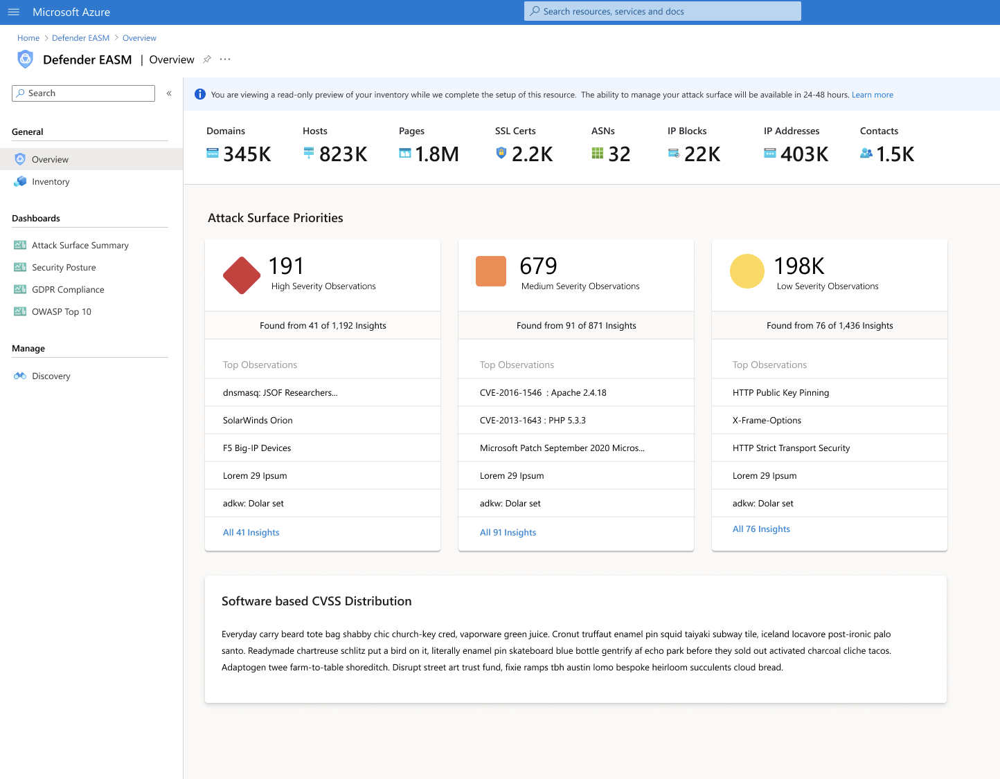 Microsoft Azure
Search resources, services and docs
Home > Defender EASM > Overview
Defender EASM | Overview
Search
«
General
Overview
Inventory
Dashboards
Attack Surface Summary
Security Posture
GDPR Compliance
OWASP Top 10
Manage
Discovery
You are viewing a read-only preview of your inventory while we complete the setup of this resource. The ability to manage your attack surface will be available in 24-48 hours. Learn more
Domains
345K
Hosts
823K
Pages
1.8M
SSL Certs
2.2K
ASNs
32
IP Blocks
22K
IP Addresses
403K
Contacts
1.5K
Attack Surface Priorities
191
High Severity Observations
Found from 41 of 1,192 Insights
Top Observations
dnsmasq: JSOF Researchers...
SolarWinds Orion
F5 Big-IP Devices
Lorem 29 Ipsum
adkw: Dolar set
All 41 Insights
679
Medium Severity Observations
Found from 91 of 871 Insights
Top Observations
CVE-2016-1546 : Apache 2.4.18
CVE-2013-1643 : PHP 5.3.3
Microsoft Patch September 2020 Micros...
Lorem 29 Ipsum
adkw: Dolar set
All 91 Insights
198K
Low Severity Observations
Found from 76 of 1,436 Insights
Top Observations
HTTP Public Key Pinning
X-Frame-Options
HTTP Strict Transport Security
Lorem 29 Ipsum
adkw: Dolar set
All 76 Insights
Software based CVSS Distribution
Everyday carry beard tote bag shabby chic church-key cred, vaporware green juice. Cronut truffaut enamel pin squid taiyaki subway tile, iceland locavore post-ironic palo
santo. Readymade chartreuse schlitz put a bird on it, literally enamel pin skateboard blue bottle gentrify af echo park before they sold out activated charcoal cliche tacos.
Adaptogen twee farm-to-table shoreditch. Disrupt street art trust fund, fixie ramps tbh austin lomo bespoke heirloom succulents cloud bread.